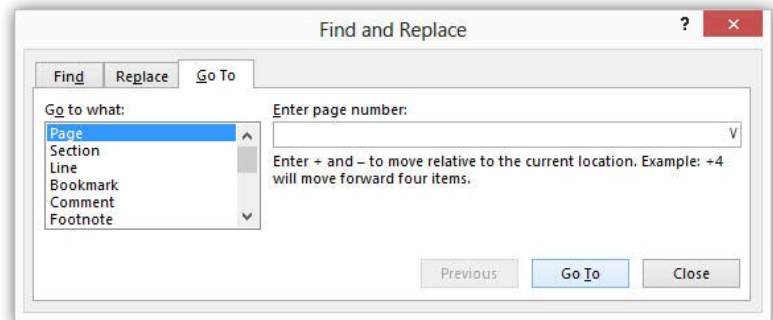 Find and Replace
?
×
Find
Replace
Go To
Go to what:
Page
Section
Line
Bookmark
Comment
Footnote
Enter page number:
V
Enter + and – to move relative to the current location. Example: +4
will move forward four items.
Previous
Go To
Close